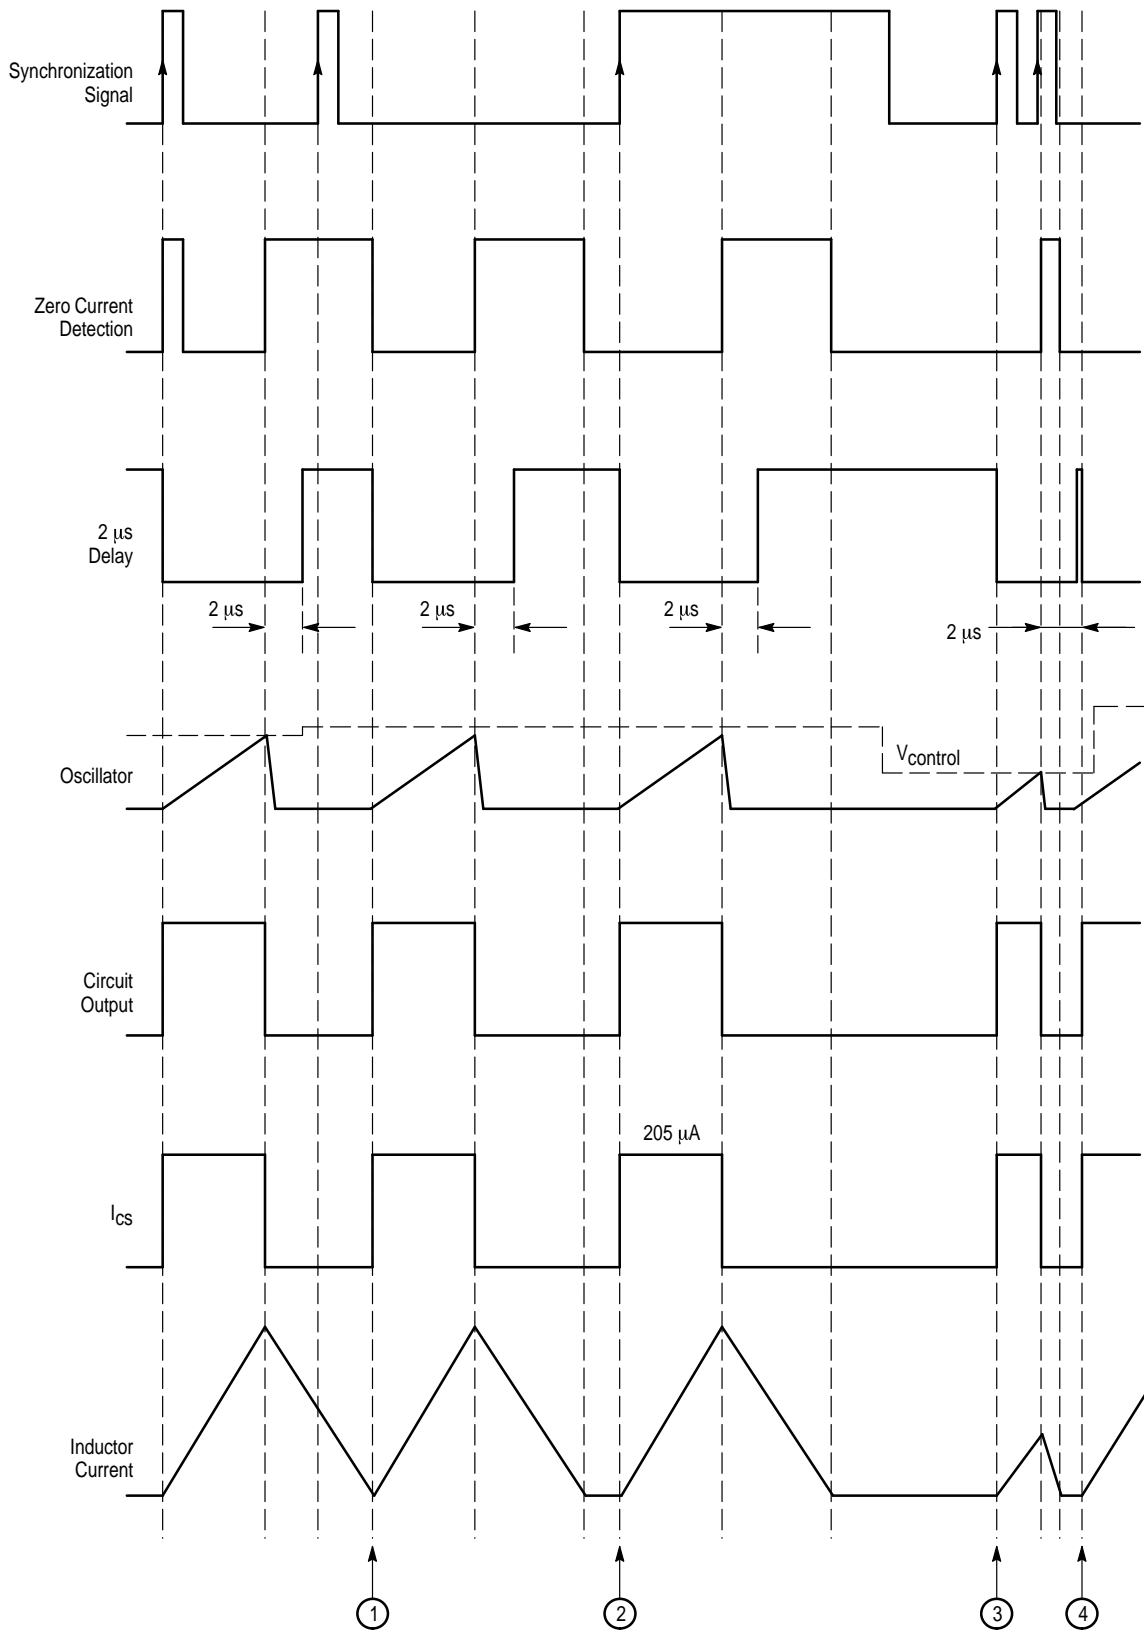 Synchronization
Signal
Zero Current
Detection
2 μs
Delay
2 μs
2 μs
2 μs
2 μs
Vcontrol
Oscillator
Circuit
Output
205 μA
Ics
Inductor
Current
1
2
3
4